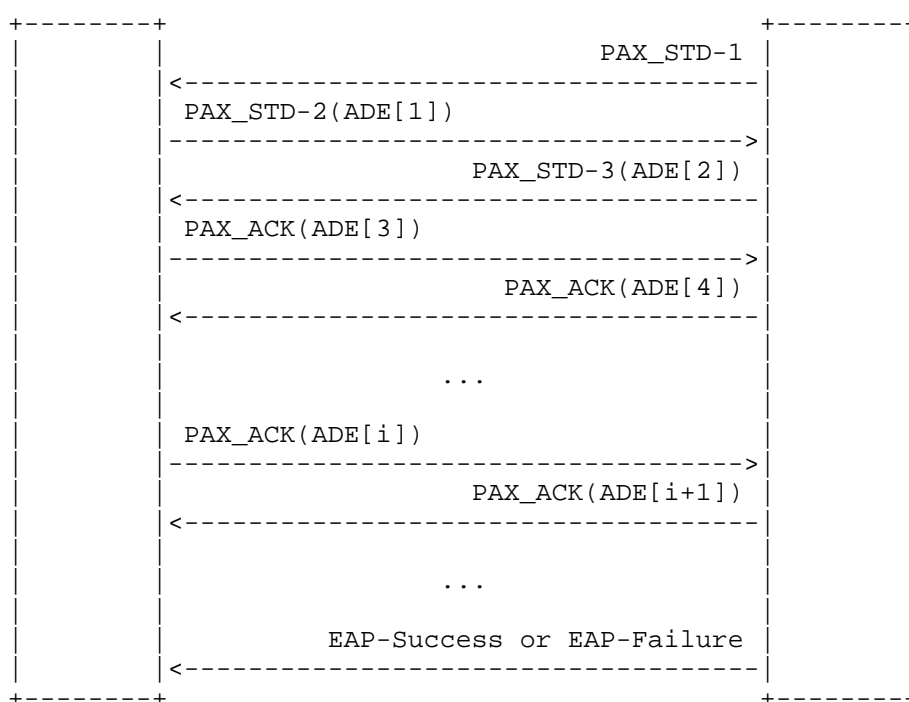 PAX_STD-1
PAX_STD-2(ADE[1])
PAX_STD-3(ADE[2])
PAX_ACK(ADE[3])
PAX_ACK(ADE[4])
...
PAX_ACK(ADE[i])
PAX_ACK(ADE[i+1])
...
EAP-Success or EAP-Failure